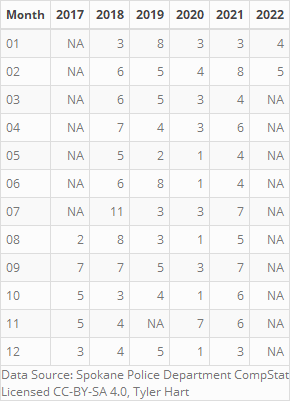 Month 2017 2018 2019 2020 2021 2022
01 NA 3 8 3 3 4
02 NA 6 5 4 8 5
03 NA 6 5 3 4 NA
04 NA 7 4 3 6 NA
05 NA 5 2 1 4 NA
06 NA 6 8 1 4 NA
07 NA 11 3 3 7 NA
08 2 8 3 1 5 NA
09 7 7 5 3 7 NA
10 5 3 4 1 6 NA
11 5 4 NA 7 6 NA
12 3 4 5 1 3 NA
Data Source: Spokane Police Department CompStat
Licensed CC-BY-SA 4.0, Tyler Hart